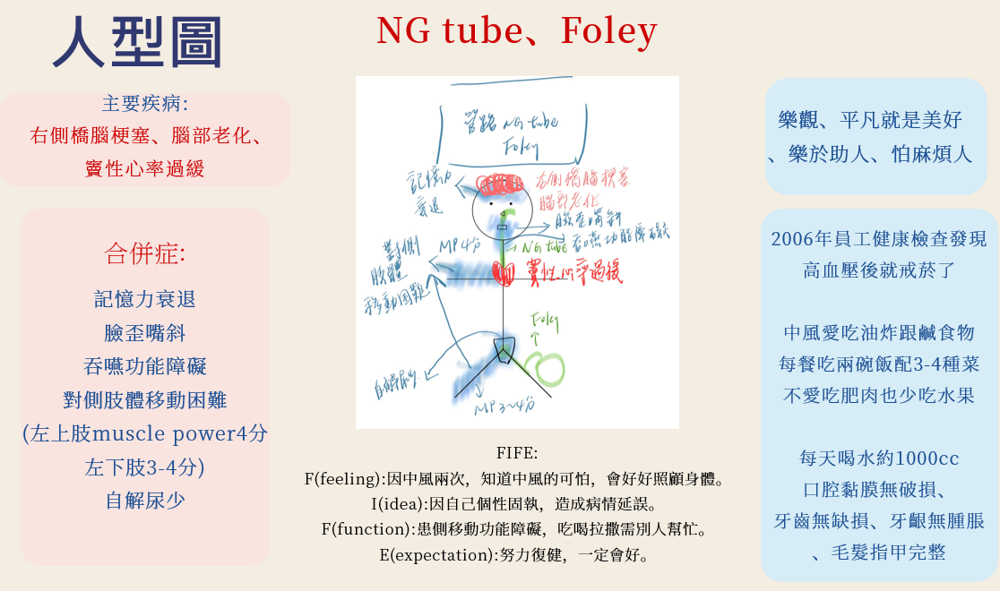 人型圖
NG tube、Foley
主要疾病:
右側橋腦梗塞、腦部老化、
竇性心率過緩
合併症:
記憶力衰退
臉歪嘴斜
吞嚥功能障礙
對側肢體移動困難
(左上肢muscle power4分
左下肢3-4分)
自解尿少
管路 NG tube
Foley
記憶力
衰退
右側橋腦梗塞
腦部老化
臉歪嘴斜
吞嚥功能障礙
NG tube
MP 4分
對側
肢體
移動困難
竇性心率過緩
Foley
自解尿少
MP 3~4分
FIFE:
F(feeling):因中風兩次，知道中風的可怕，會好好照顧身體。
I(idea):因自己個性固執，造成病情延誤。
F(function):患側移動功能障礙，吃喝拉撒需別人幫忙。
E(expectation):努力復健，一定會好。
樂觀、平凡就是美好
、樂於助人、怕麻煩人
2006年員工健康檢查發現
高血壓後就戒菸了
中風愛吃油炸跟鹹食物
每餐吃兩碗飯配3-4種菜
不愛吃肥肉也少吃水果
每天喝水約1000cc
口腔黏膜無破損、
牙齒無缺損、牙齦無腫脹
、毛髮指甲完整